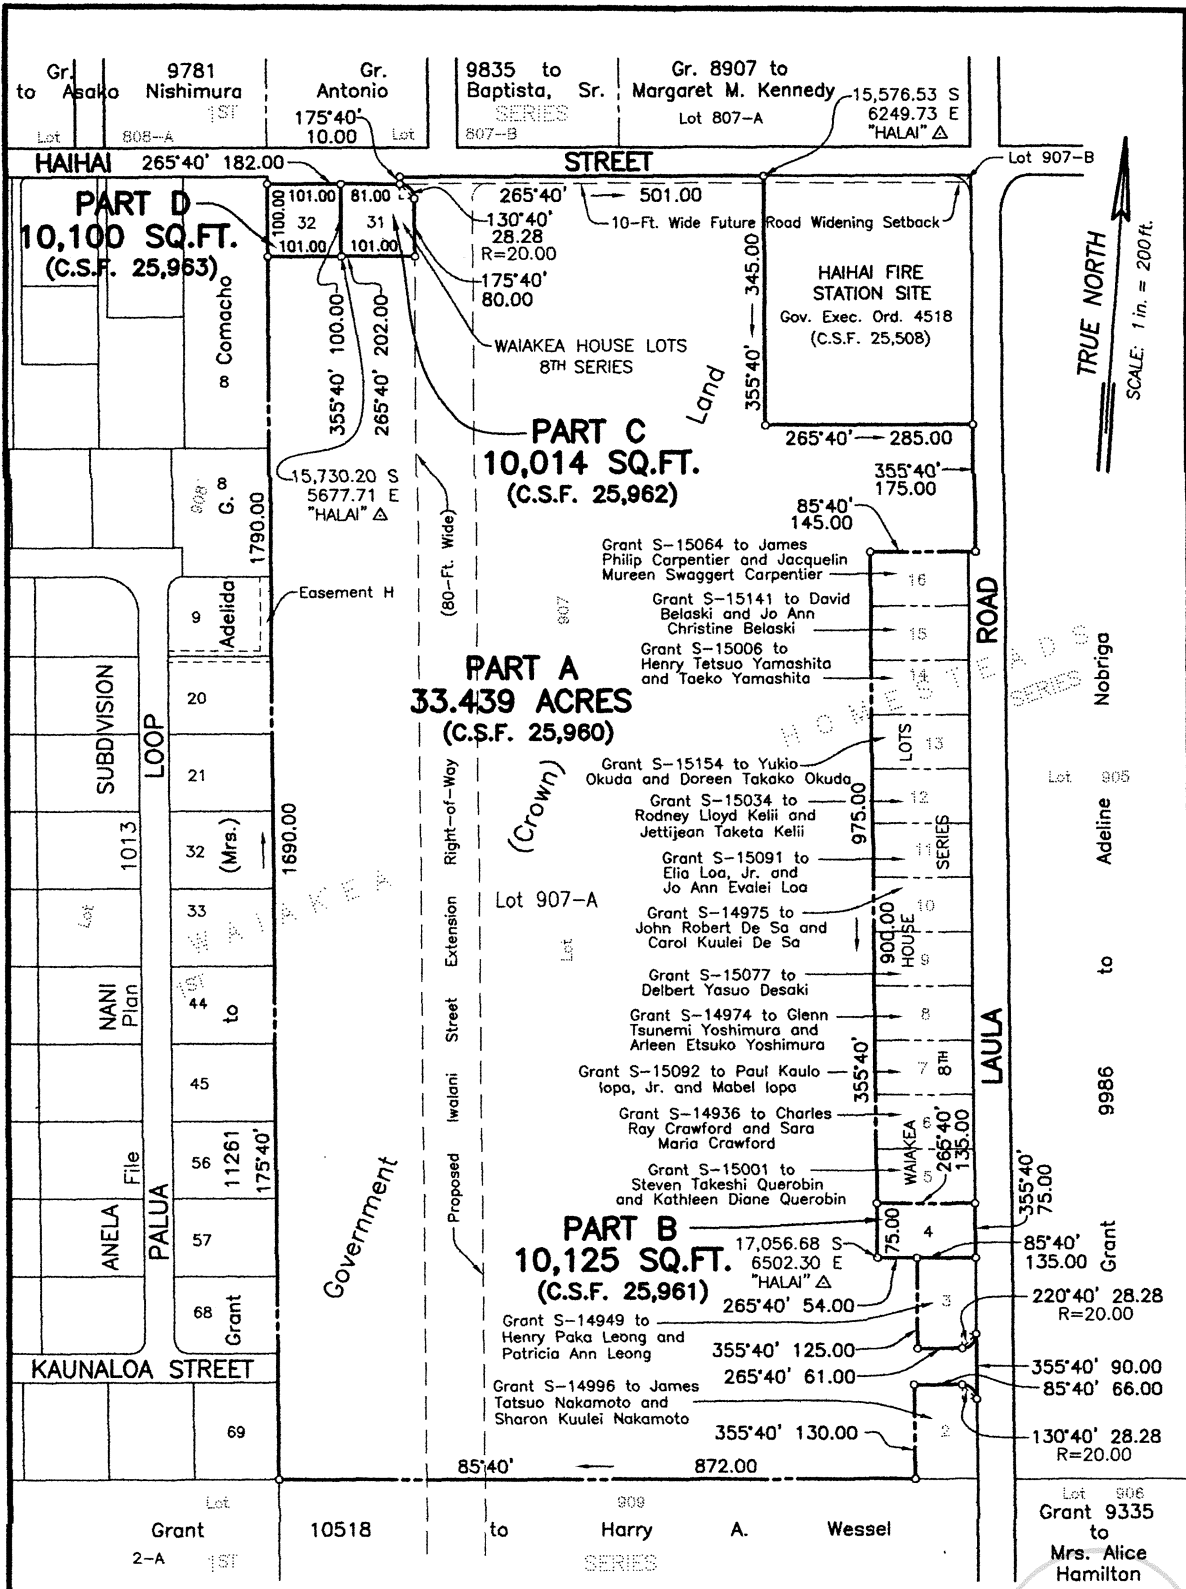 Gr. 9781
to Asako Nishimura
1ST
Lot 808-A
Gr. 9835 to
Antonio Baptista, Sr.
SERIES
Lot 807-B
175°40'
10.00
Gr. 8907 to
Margaret M. Kennedy
Lot 807-A
15,576.53 S
6249.73 E
"HALAI" △
HAIHAI STREET
Lot 907-B
265°40' 182.00
265°40' 501.00
10-Ft. Wide Future Road Widening Setback
PART D
10,100 SQ.FT.
(C.S.F. 25,963)
101.00
81.00
100.00
32
31
101.00
101.00
130°40'
28.28
R=20.00
175°40'
80.00
WAIAKEA HOUSE LOTS
8TH SERIES
355°40' 100.00
265°40' 202.00
355°40' 345.00
HAIHAI FIRE
STATION SITE
Gov. Exec. Ord. 4518
(C.S.F. 25,508)
TRUE NORTH
SCALE: 1 in. = 200ft.
PART C
10,014 SQ.FT.
(C.S.F. 25,962)
265°40' 285.00
355°40'
175.00
85°40'
145.00
15,730.20 S
5677.71 E
"HALAI" △
8 Comacho
8 G.
908
1790.00
9 Adelida
Easement H
(80-Ft. Wide)
907
Grant S-15064 to James
Philip Carpentier and Jacquelin
Mureen Swaggert Carpentier
16
Grant S-15141 to David
Belaski and Jo Ann
Christine Belaski
15
Grant S-15006 to
Henry Tetsuo Yamashita
and Taeko Yamashita
14
PART A
33.439 ACRES
(C.S.F. 25,960)
HOMESTEADS
SERIES
ROAD
Nobriga
20
21
SUBDIVISION
LOOP
LOTS
13
Grant S-15154 to Yukio
Okuda and Doreen Takako Okuda
Lot 905
Grant S-15034 to
Rodney Lloyd Kelii and
Jettijean Taketa Kelii
12
975.00
32
(Mrs.)
1690.00
1013
Grant S-15091 to
Elia Loa, Jr. and
Jo Ann Evalei Loa
11
SERIES
Adeline
Lot
33
WAIAKEA
1ST
Lot 907-A
Lot
Grant S-14975 to
John Robert De Sa and
Carol Kuulei De Sa
10
900.00
HOUSE
44
to
NANI
Plan
Grant S-15077 to
Delbert Yasuo Desaki
9
to
Grant S-14974 to Glenn
Tsunemi Yoshimura and
Arleen Etsuko Yoshimura
8
45
Grant S-15092 to Paul Kaulo
Iopa, Jr. and Mabel Iopa
7
8TH
355°40'
LAULA
9986
Grant S-14936 to Charles
Ray Crawford and Sara
Maria Crawford
6
265°40'
135.00
56
11261
175°40'
File
Grant S-15001 to
Steven Takeshi Querobin
and Kathleen Diane Querobin
5
WAIAKEA
355°40'
75.00
Proposed Iwalani Street Extension Right-of-Way
Government (Crown) Land
57
ANELA
PALUA
PART B
10,125 SQ.FT.
(C.S.F. 25,961)
75.00
4
17,056.68 S
6502.30 E
"HALAI" △
85°40'
135.00
Grant
265°40' 54.00
68
Grant
3
220°40' 28.28
R=20.00
Grant S-14949 to
Henry Paka Leong and
Patricia Ann Leong
355°40' 125.00
265°40' 61.00
355°40' 90.00
85°40' 66.00
KAUNALOA STREET
Grant S-14996 to James
Tatsuo Nakamoto and
Sharon Kuulei Nakamoto
2
355°40' 130.00
130°40' 28.28
R=20.00
69
85°40' 872.00
Lot
909
Lot 906
Grant 10518 to Harry A. Wessel
2-A 1ST
SERIES
Grant 9335
to
Mrs. Alice
Hamilton